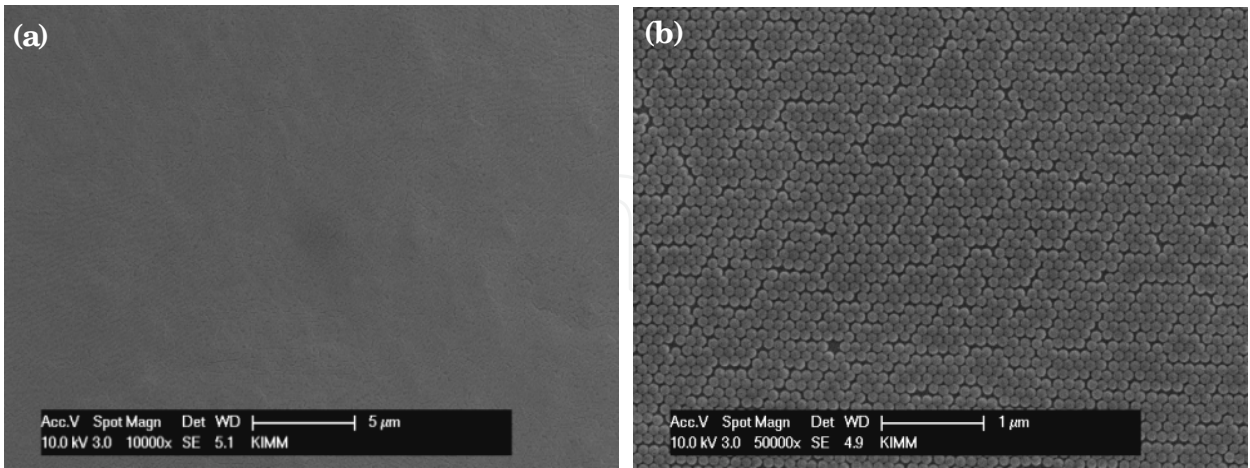 (a)
Acc.V Spot Magn Det WD 5 µm
10.0 kV 3.0 10000x SE 5.1 KIMM
(b)
Acc.V Spot Magn Det WD 1 µm
10.0 kV 3.0 50000x SE 4.9 KIMM